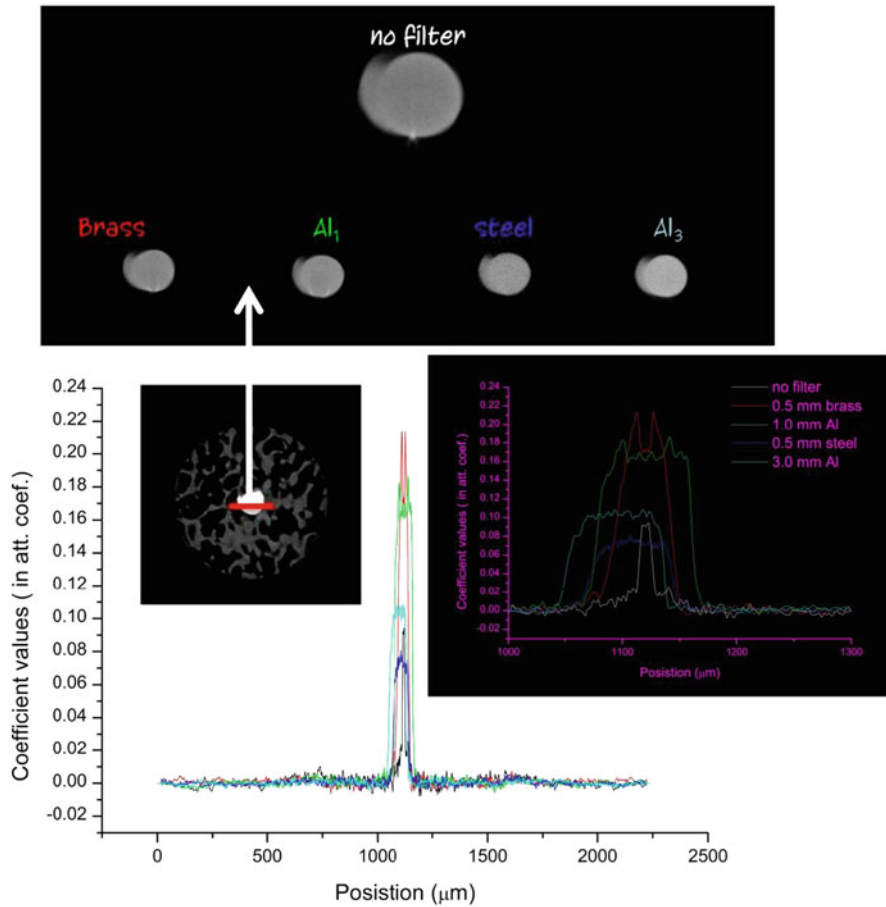 no filter
Brass
Al₁
steel
Al₃
0.24
0.22
0.20
0.18
0.16
0.14
0.12
0.10
0.08
0.06
0.04
0.02
0.00
-0.02
Coefficient values ( in att. coef.)
0
500
1000
1500
2000
2500
Posistion (μm)
0.24
0.22
0.20
0.18
0.16
0.14
0.12
0.10
0.08
0.06
0.04
0.02
0.00
-0.02
Coefficient values ( in att. coef.)
1000
1100
1200
1300
Posistion (μm)
no filter
0.5 mm brass
1.0 mm Al
0.5 mm steel
3.0 mm Al